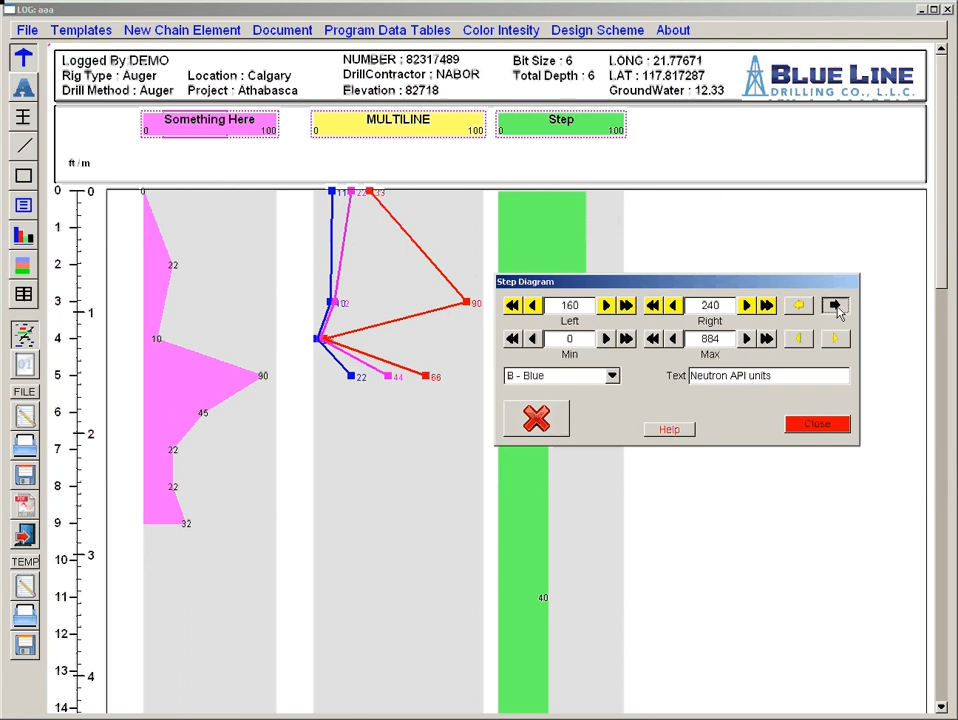 LOG: aaa
File Templates New Chain Element Document Program Data Tables Color Intesity Design Scheme About
Logged By DEMO
Rig Type : Auger Location : Calgary
Drill Method : Auger Project : Athabasca
NUMBER : 82317489
DrillContractor : NABOR
Elevation : 82718
Bit Size : 6
Total Depth : 6
LONG : 21.77671
LAT : 117.817287
GroundWater : 12.33
BLUE LINE
DRILLING CO., L.L.C.
Something Here
0 100
MULTILINE
0 100
Step
0 100
ft / m
0 0 0 11 22 33
1
2 22
3 1 102 90
4 10
5 90 22 44 66
6 45
2
7 22
8 22
9 32
10 3
11 40
12
13 4
14
Step Diagram
160 240
Left Right
0 884
Min Max
B - Blue Text Neutron API units
Help Close
A
01
FILE
TEMP